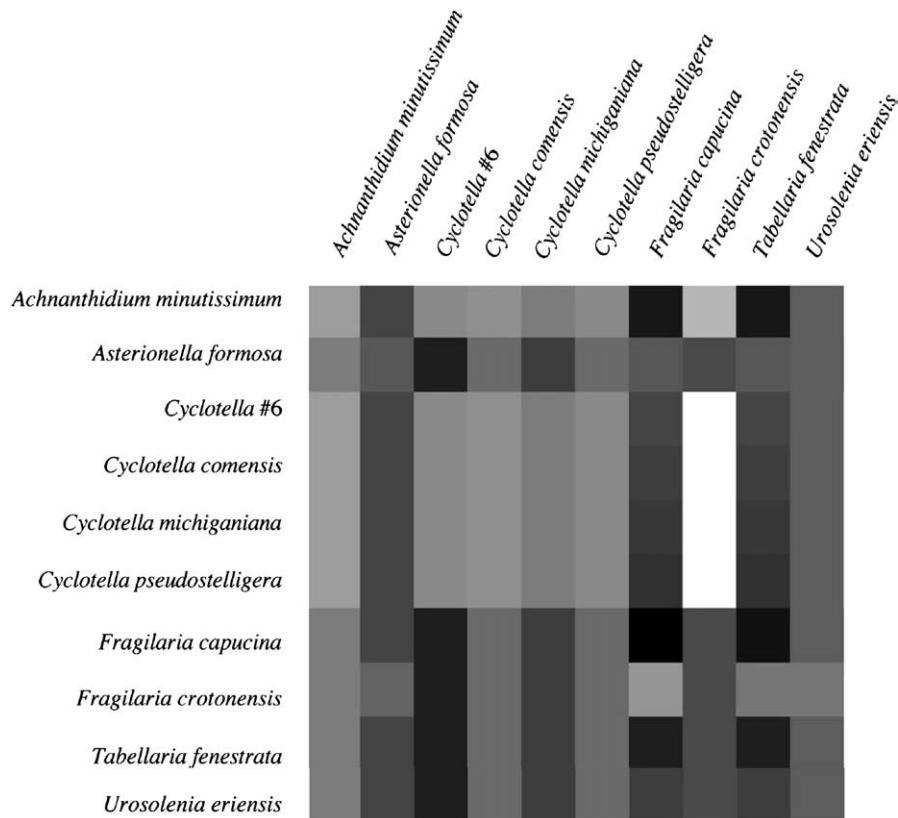 Achnanthidium minutissimum
Asterionella formosa
Cyclotella #6
Cyclotella comensis
Cyclotella michiganiana
Cyclotella pseudostelligera
Fragilaria capucina
Fragilaria crotonensis
Tabellaria fenestrata
Urosolenia eriensis
Achnanthidium minutissimum
Asterionella formosa
Cyclotella #6
Cyclotella comensis
Cyclotella michiganiana
Cyclotella pseudostelligera
Fragilaria capucina
Fragilaria crotonensis
Tabellaria fenestrata
Urosolenia eriensis